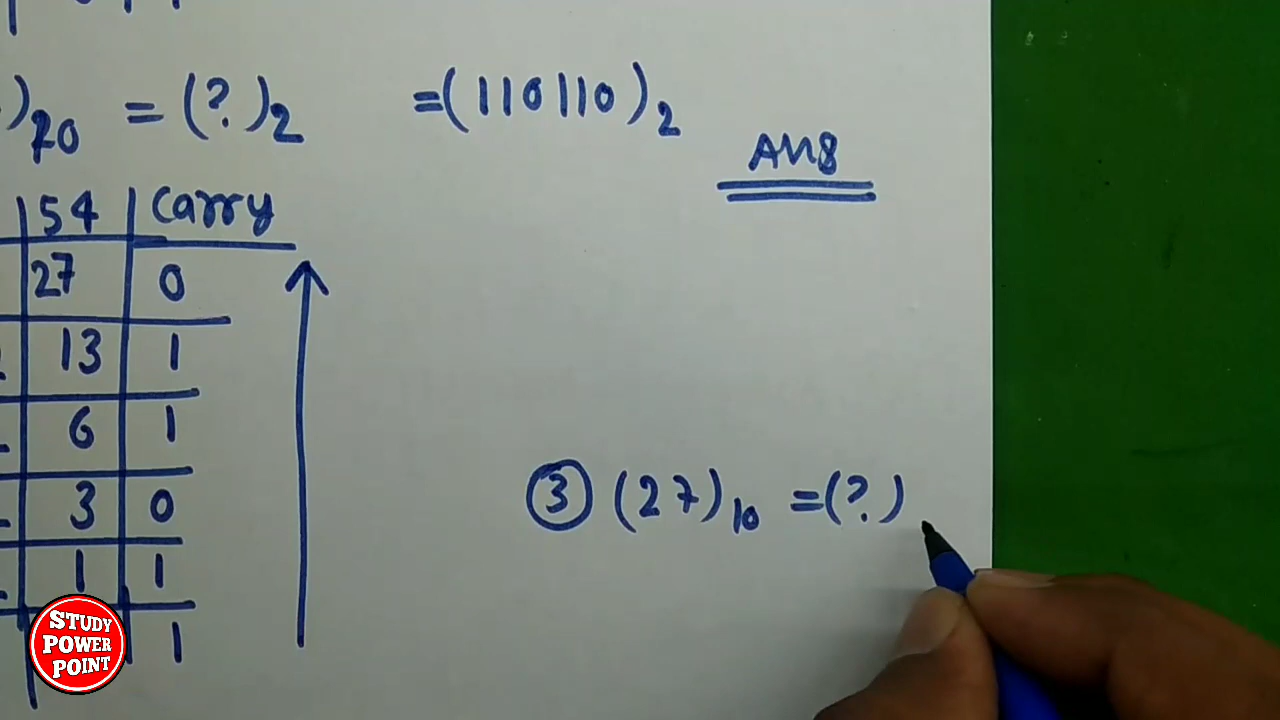 )20 = (?)2 =(110110)2
Ans
54 Carry
27 0
13 1
6 1
3 0
1 1
1
③ (27)10 =(?)
STUDY
POWER
POINT